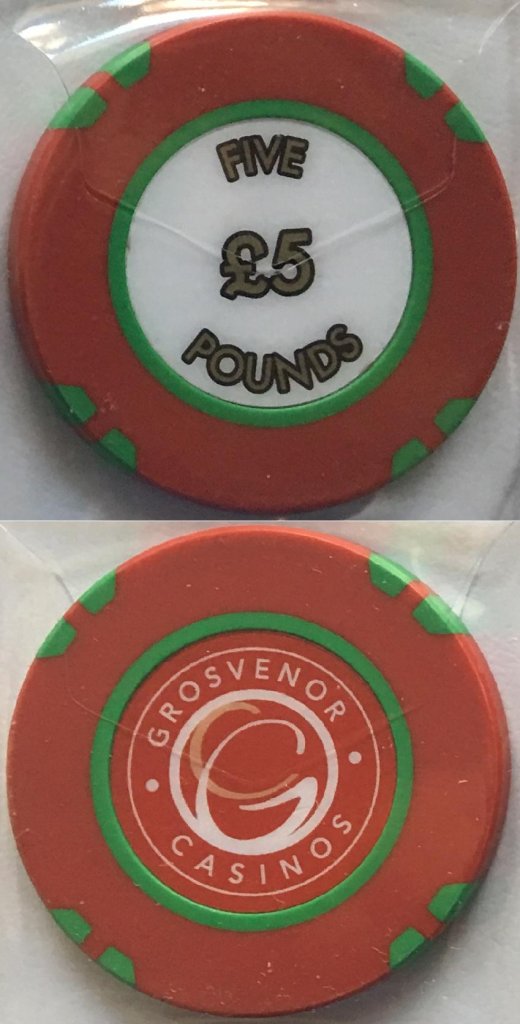 FIVE
£5
POUNDS
GROSVENOR
CASINOS